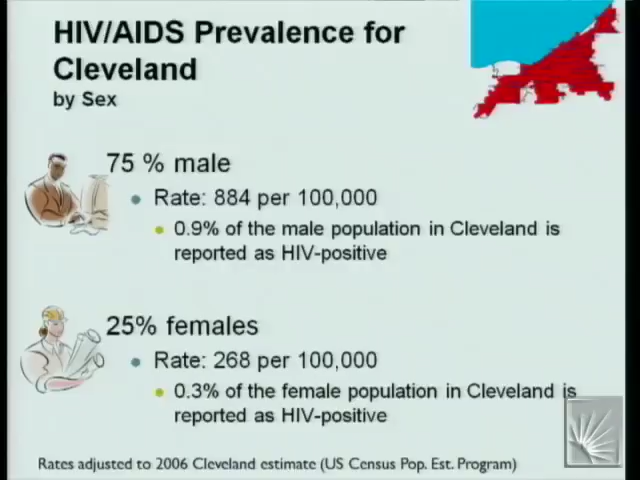 HIV/AIDS Prevalence for
Cleveland
by Sex
75 % male
Rate: 884 per 100,000
0.9% of the male population in Cleveland is
reported as HIV-positive
25% females
Rate: 268 per 100,000
0.3% of the female population in Cleveland is
reported as HIV-positive
Rates adjusted to 2006 Cleveland estimate (US Census Pop. Est. Program)